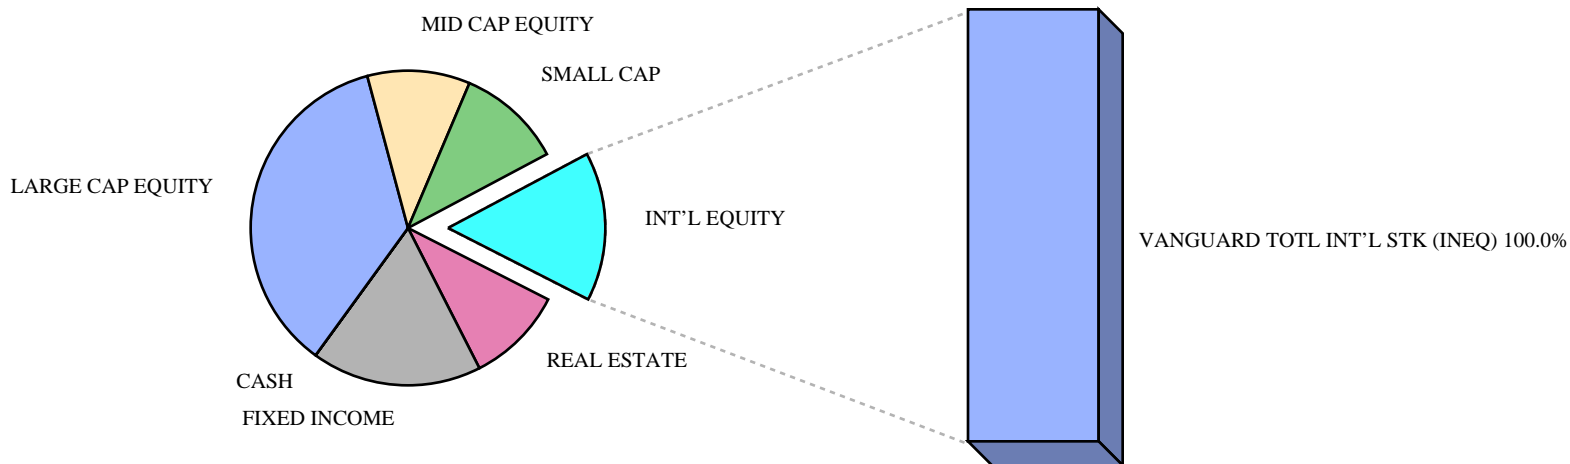 MID CAP EQUITY
SMALL CAP
LARGE CAP EQUITY
INT’L EQUITY
VANGUARD TOTL INT’L STK (INEQ) 100.0%
REAL ESTATE
CASH
FIXED INCOME